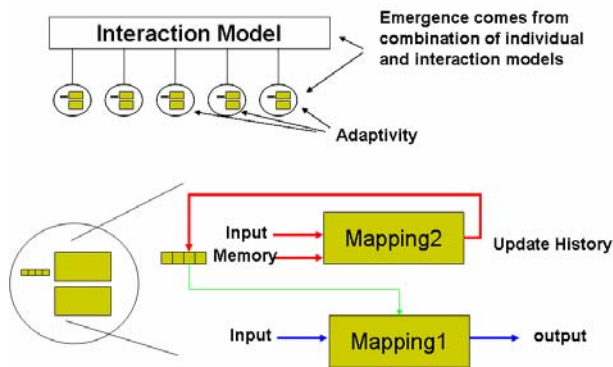 Interaction Model
Emergence comes from
combination of individual
and interaction models
Adaptivity
Input
Memory
Mapping2
Update History
Input
Mapping1
output